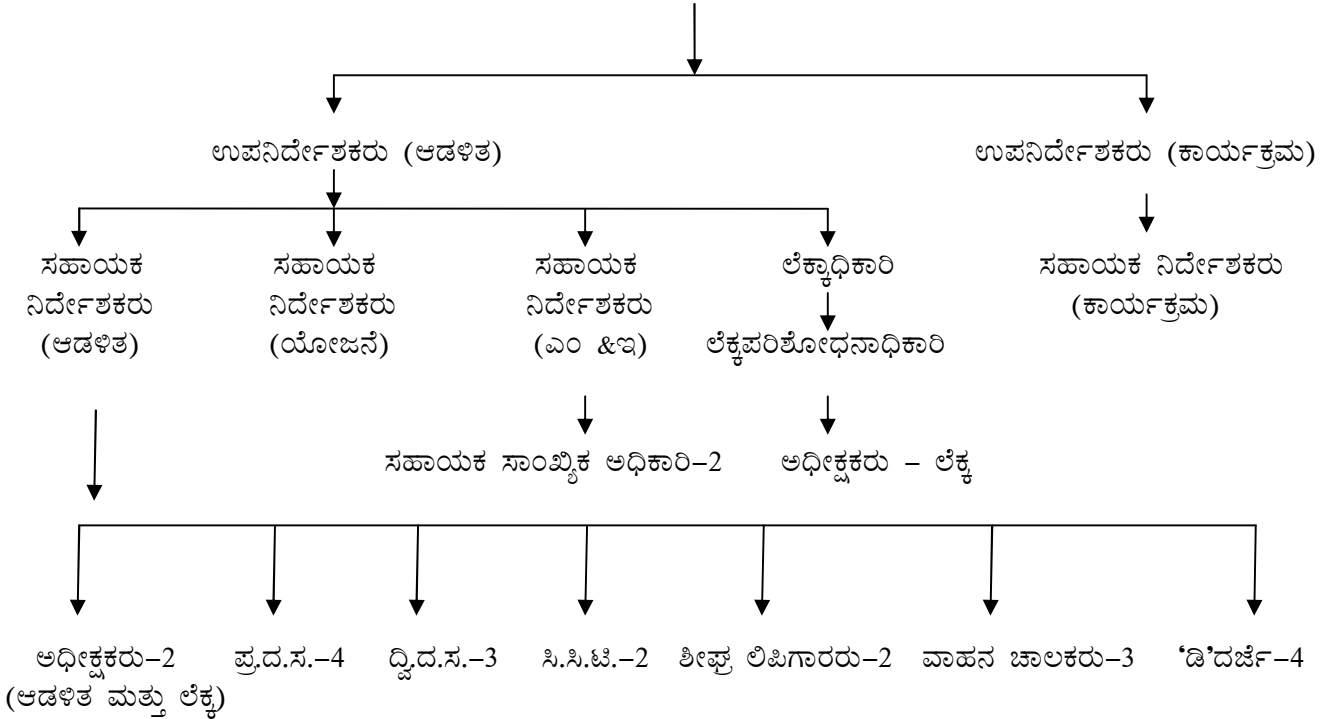 ಉಪನಿರ್ದೇಶಕರು (ಆಡಳಿತ) ಉಪನಿರ್ದೇಶಕರು (ಕಾರ್ಯಕ್ರಮ)
ಸಹಾಯಕ ಸಹಾಯಕ ಸಹಾಯಕ ಲೆಕ್ಕಾಧಿಕಾರಿ ಸಹಾಯಕ ನಿರ್ದೇಶಕರು
ನಿರ್ದೇಶಕರು ನಿರ್ದೇಶಕರು ನಿರ್ದೇಶಕರು (ಕಾರ್ಯಕ್ರಮ)
(ಆಡಳಿತ) (ಯೋಜನೆ) (ಎಂ &ಇ) ಲೆಕ್ಕಪರಿಶೋಧನಾಧಿಕಾರಿ
ಸಹಾಯಕ ಸಾಂಖ್ಯಿಕ ಅಧಿಕಾರಿ–2 ಅಧೀಕ್ಷಕರು – ಲೆಕ್ಕ
ಅಧೀಕ್ಷಕರು–2 ಪ್ರ.ದ.ಸ.–4 ದ್ವಿ.ದ.ಸ.–3 ಸಿ.ಸಿ.ಟಿ.–2 ಶೀಘ್ರ ಲಿಪಿಗಾರರು–2 ವಾಹನ ಚಾಲಕರು–3 'ಡಿ'ದರ್ಜೆ–4
(ಆಡಳಿತ ಮತ್ತು ಲೆಕ್ಕ)